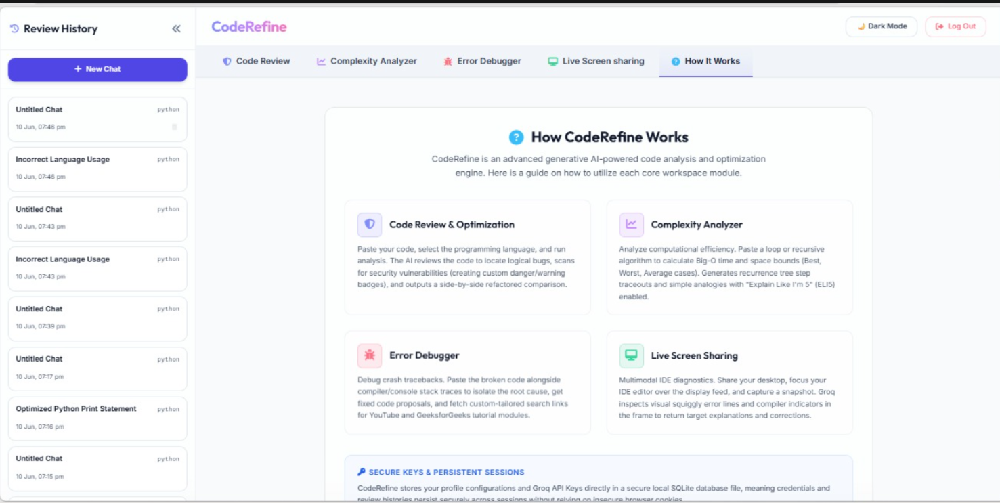 Review History
CodeRefine
Dark Mode
Log Out
Code Review
Complexity Analyzer
Error Debugger
Live Screen sharing
How It Works
+ New Chat
Untitled Chat
python
10 Jun, 07:46 pm
Incorrect Language Usage
python
10 Jun, 07:46 pm
Untitled Chat
python
10 Jun, 07:43 pm
Incorrect Language Usage
python
10 Jun, 07:43 pm
Untitled Chat
python
10 Jun, 07:39 pm
Untitled Chat
python
10 Jun, 07:17 pm
Optimized Python Print Statement
python
10 Jun, 07:16 pm
Untitled Chat
python
10 Jun, 07:15 pm
How CodeRefine Works
CodeRefine is an advanced generative AI-powered code analysis and optimization
engine. Here is a guide on how to utilize each core workspace module.
Code Review & Optimization
Paste your code, select the programming language, and run
analysis. The AI reviews the code to locate logical bugs, scans
for security vulnerabilities (creating custom danger/warning
badges), and outputs a side-by-side refactored comparison.
Complexity Analyzer
Analyze computational efficiency. Paste a loop or recursive
algorithm to calculate Big-O time and space bounds (Best,
Worst, Average cases). Generates recurrence tree step
traceouts and simple analogies with "Explain Like I'm 5" (ELI5)
enabled.
Error Debugger
Debug crash tracebacks. Paste the broken code alongside
compiler/console stack traces to isolate the root cause, get
fixed code proposals, and fetch custom-tailored search links
for YouTube and GeeksforGeeks tutorial modules.
Live Screen Sharing
Multimodal IDE diagnostics. Share your desktop, focus your
IDE editor over the display feed, and capture a snapshot. Groq
inspects visual squiggly error lines and compiler indicators in
the frame to return target explanations and corrections.
SECURE KEYS & PERSISTENT SESSIONS
CodeRefine stores your profile configurations and Groq API Keys directly in a secure local SQLite database file, meaning credentials and
review histories persist securely across sessions without relying on insecure browser cookies.